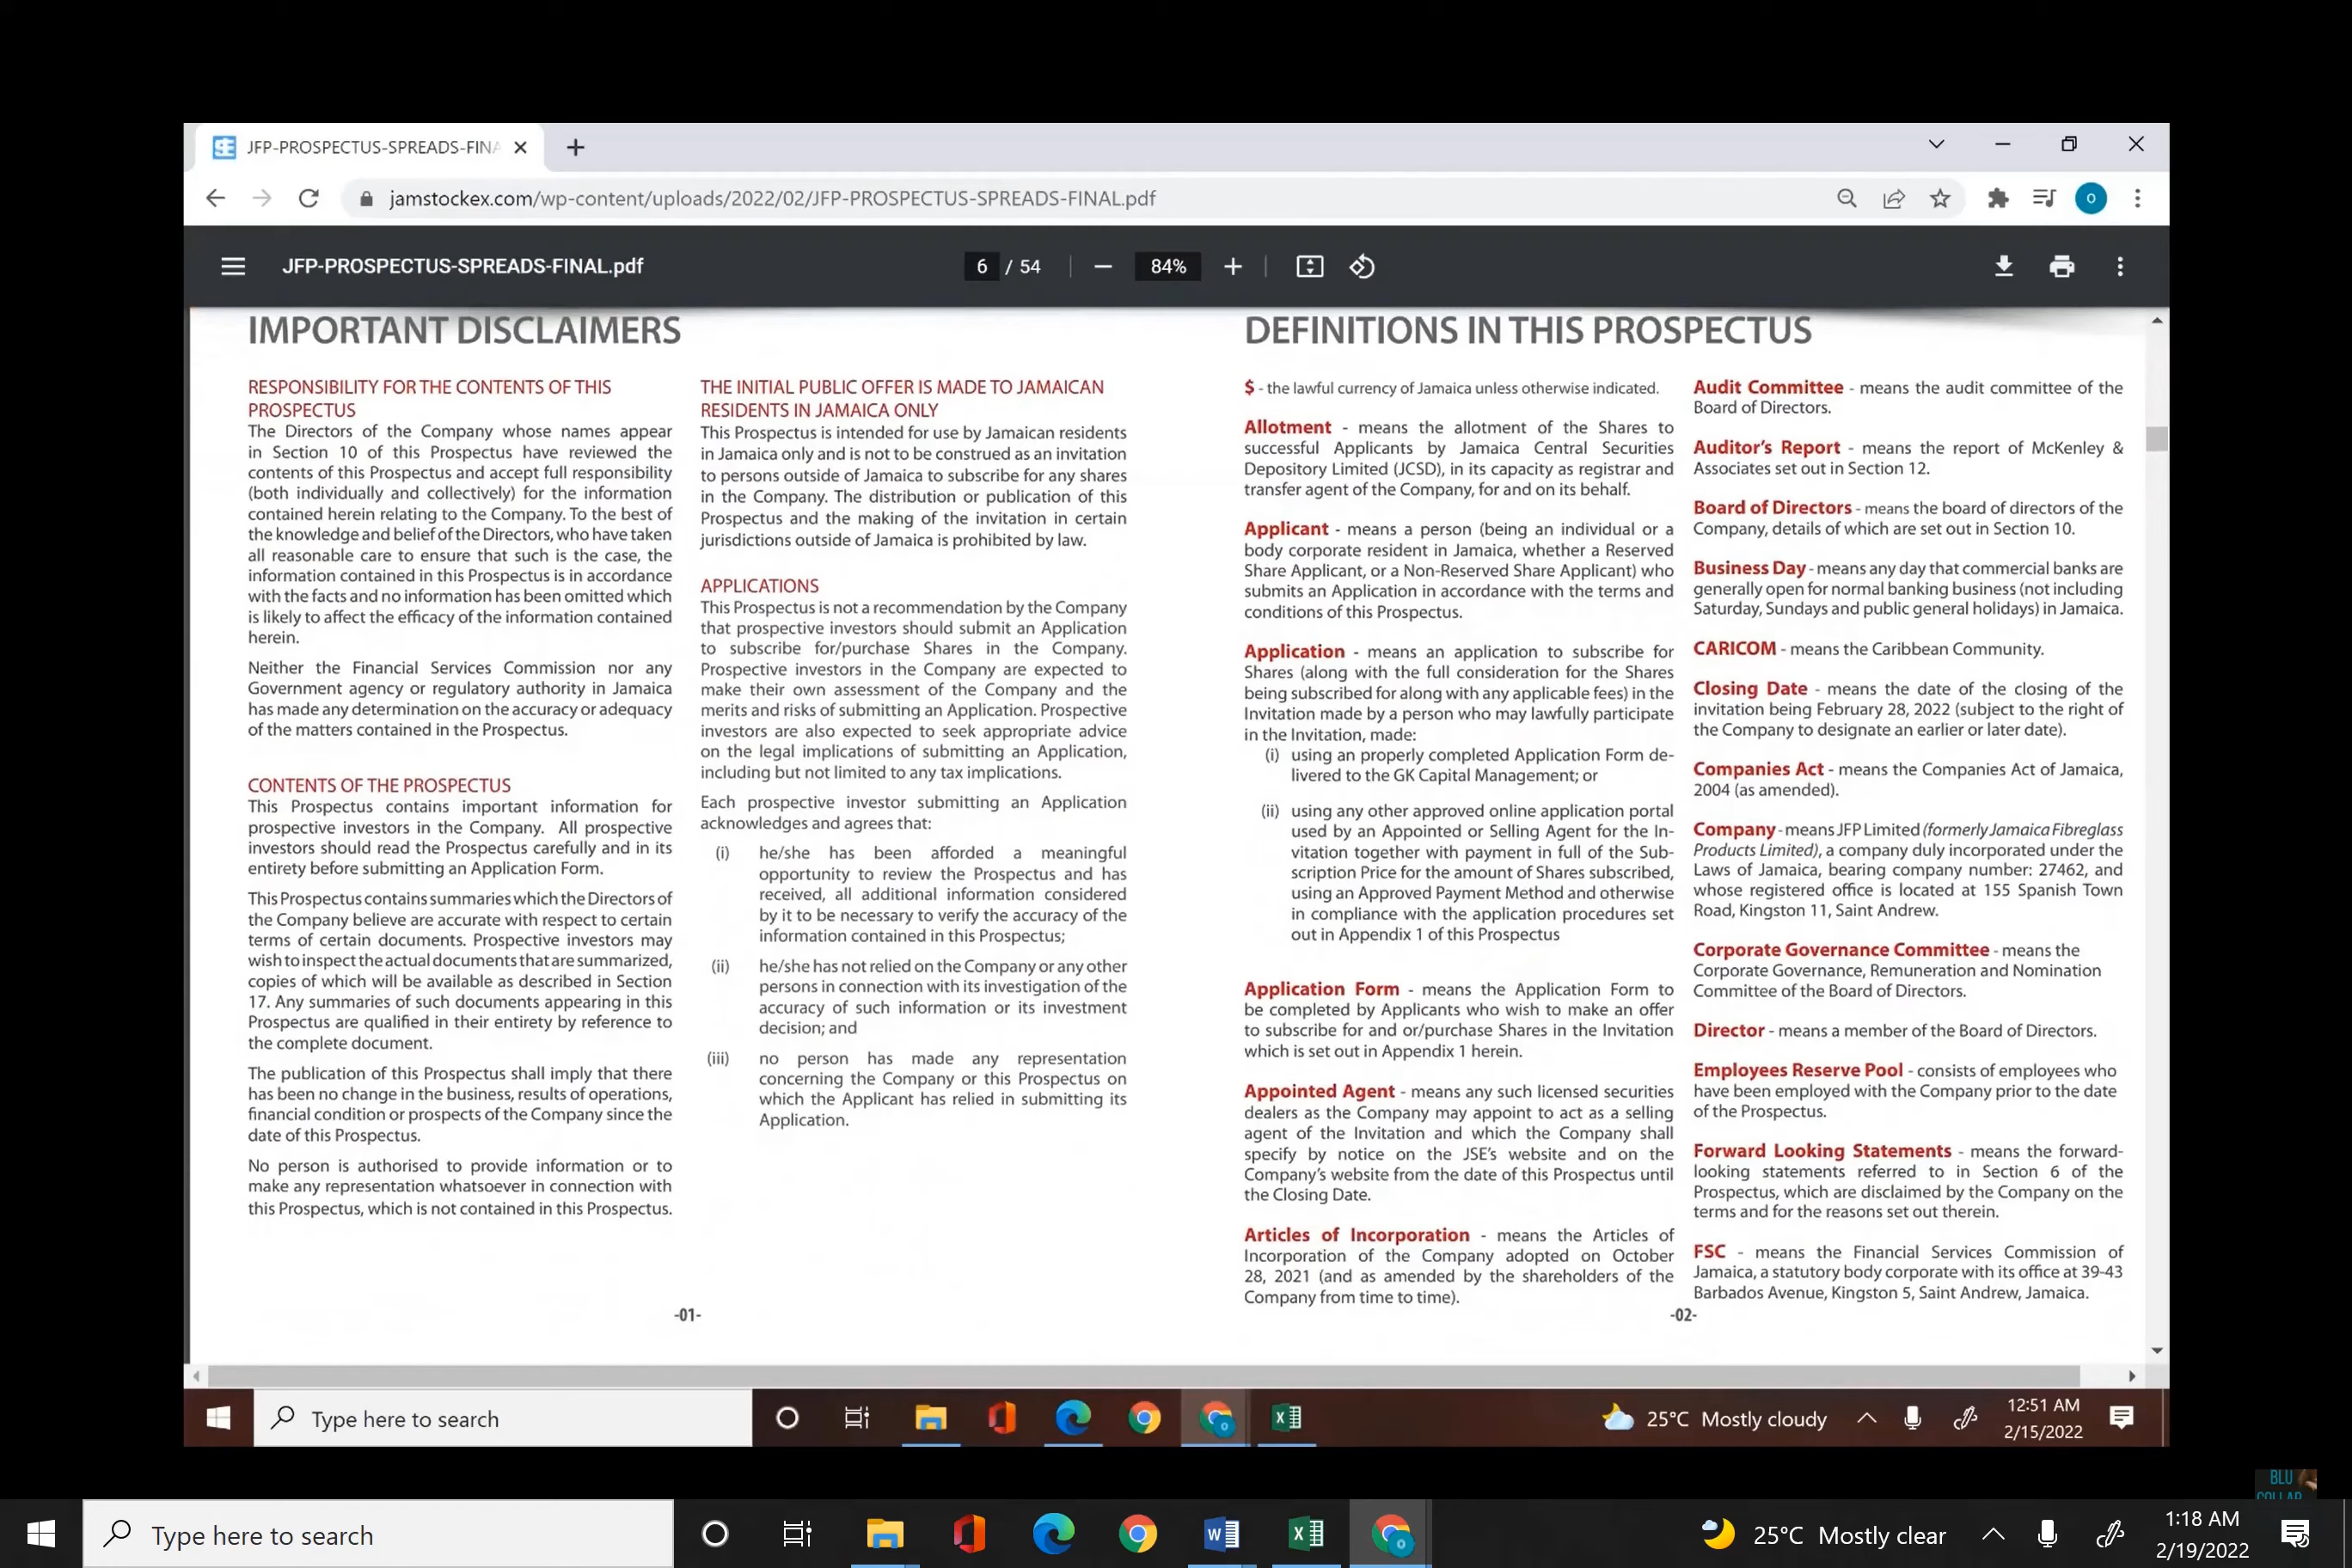 JFP-PROSPECTUS-SPREADS-FINA
jamstockex.com/wp-content/uploads/2022/02/JFP-PROSPECTUS-SPREADS-FINAL.pdf
o
JFP-PROSPECTUS-SPREADS-FINAL.pdf
6 / 54
84%
IMPORTANT DISCLAIMERS
RESPONSIBILITY FOR THE CONTENTS OF THIS
PROSPECTUS
The Directors of the Company whose names appear
in Section 10 of this Prospectus have reviewed the
contents of this Prospectus and accept full responsibility
(both individually and collectively) for the information
contained herein relating to the Company. To the best of
the knowledge and belief of the Directors, who have taken
all reasonable care to ensure that such is the case, the
information contained in this Prospectus is in accordance
with the facts and no information has been omitted which
is likely to affect the efficacy of the information contained
herein.
Neither the Financial Services Commission nor any
Government agency or regulatory authority in Jamaica
has made any determination on the accuracy or adequacy
of the matters contained in the Prospectus.
CONTENTS OF THE PROSPECTUS
This Prospectus contains important information for
prospective investors in the Company. All prospective
investors should read the Prospectus carefully and in its
entirety before submitting an Application Form.
This Prospectus contains summaries which the Directors of
the Company believe are accurate with respect to certain
terms of certain documents. Prospective investors may
wish to inspect the actual documents that are summarized,
copies of which will be available as described in Section
17. Any summaries of such documents appearing in this
Prospectus are qualified in their entirety by reference to
the complete document.
The publication of this Prospectus shall imply that there
has been no change in the business, results of operations,
financial condition or prospects of the Company since the
date of this Prospectus.
No person is authorised to provide information or to
make any representation whatsoever in connection with
this Prospectus, which is not contained in this Prospectus.
THE INITIAL PUBLIC OFFER IS MADE TO JAMAICAN
RESIDENTS IN JAMAICA ONLY
This Prospectus is intended for use by Jamaican residents
in Jamaica only and is not to be construed as an invitation
to persons outside of Jamaica to subscribe for any shares
in the Company. The distribution or publication of this
Prospectus and the making of the invitation in certain
jurisdictions outside of Jamaica is prohibited by law.
APPLICATIONS
This Prospectus is not a recommendation by the Company
that prospective investors should submit an Application
to subscribe for/purchase Shares in the Company.
Prospective investors in the Company are expected to
make their own assessment of the Company and the
merits and risks of submitting an Application. Prospective
investors are also expected to seek appropriate advice
on the legal implications of submitting an Application,
including but not limited to any tax implications.
Each prospective investor submitting an Application
acknowledges and agrees that:
(i) he/she has been afforded a meaningful
opportunity to review the Prospectus and has
received, all additional information considered
by it to be necessary to verify the accuracy of the
information contained in this Prospectus;
(ii) he/she has not relied on the Company or any other
persons in connection with its investigation of the
accuracy of such information or its investment
decision; and
(iii) no person has made any representation
concerning the Company or this Prospectus on
which the Applicant has relied in submitting its
Application.
-01-
DEFINITIONS IN THIS PROSPECTUS
$ - the lawful currency of Jamaica unless otherwise indicated.
Allotment - means the allotment of the Shares to
successful Applicants by Jamaica Central Securities
Depository Limited (JCSD), in its capacity as registrar and
transfer agent of the Company, for and on its behalf.
Applicant - means a person (being an individual or a
body corporate resident in Jamaica, whether a Reserved
Share Applicant, or a Non-Reserved Share Applicant) who
submits an Application in accordance with the terms and
conditions of this Prospectus.
Application - means an application to subscribe for
Shares (along with the full consideration for the Shares
being subscribed for along with any applicable fees) in the
Invitation made by a person who may lawfully participate
in the Invitation, made:
(i) using an properly completed Application Form de-
livered to the GK Capital Management; or
(ii) using any other approved online application portal
used by an Appointed or Selling Agent for the In-
vitation together with payment in full of the Sub-
scription Price for the amount of Shares subscribed,
using an Approved Payment Method and otherwise
in compliance with the application procedures set
out in Appendix 1 of this Prospectus
Application Form - means the Application Form to
be completed by Applicants who wish to make an offer
to subscribe for and or/purchase Shares in the Invitation
which is set out in Appendix 1 herein.
Appointed Agent - means any such licensed securities
dealers as the Company may appoint to act as a selling
agent of the Invitation and which the Company shall
specify by notice on the JSE's website and on the
Company's website from the date of this Prospectus until
the Closing Date.
Articles of Incorporation - means the Articles of
Incorporation of the Company adopted on October
28, 2021 (and as amended by the shareholders of the
Company from time to time).
Audit Committee - means the audit committee of the
Board of Directors.
Auditor's Report - means the report of McKenley &
Associates set out in Section 12.
Board of Directors - means the board of directors of the
Company, details of which are set out in Section 10.
Business Day - means any day that commercial banks are
generally open for normal banking business (not including
Saturday, Sundays and public general holidays) in Jamaica.
CARICOM - means the Caribbean Community.
Closing Date - means the date of the closing of the
invitation being February 28, 2022 (subject to the right of
the Company to designate an earlier or later date).
Companies Act - means the Companies Act of Jamaica,
2004 (as amended).
Company - means JFP Limited (formerly Jamaica Fibreglass
Products Limited), a company duly incorporated under the
Laws of Jamaica, bearing company number: 27462, and
whose registered office is located at 155 Spanish Town
Road, Kingston 11, Saint Andrew.
Corporate Governance Committee - means the
Corporate Governance, Remuneration and Nomination
Committee of the Board of Directors.
Director - means a member of the Board of Directors.
Employees Reserve Pool - consists of employees who
have been employed with the Company prior to the date
of the Prospectus.
Forward Looking Statements - means the forward-
looking statements referred to in Section 6 of the
Prospectus, which are disclaimed by the Company on the
terms and for the reasons set out therein.
FSC - means the Financial Services Commission of
Jamaica, a statutory body corporate with its office at 39-43
Barbados Avenue, Kingston 5, Saint Andrew, Jamaica.
-02-
Type here to search
25°C Mostly cloudy
12:51 AM
2/15/2022
BLU
COLLAR
Type here to search
25°C Mostly clear
1:18 AM
2/19/2022